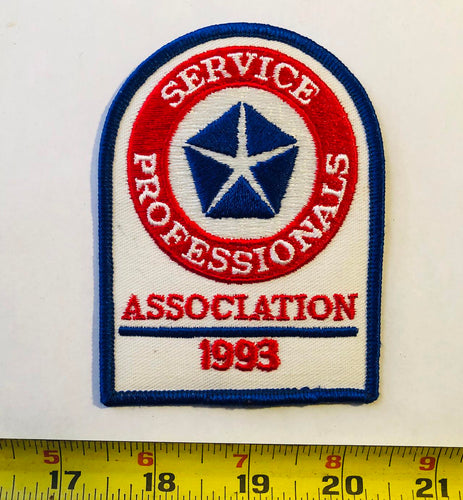 SERVICE
PROFESSIONALS
ASSOCIATION
1993
5 6 7 8 9
17 18 19 20 21